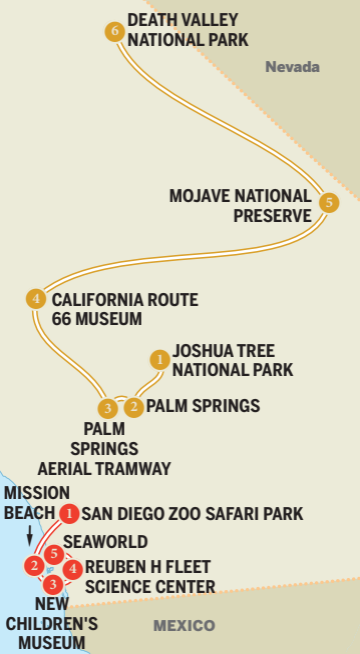 6 DEATH VALLEY
NATIONAL PARK
Nevada
MOJAVE NATIONAL 5
PRESERVE
4 CALIFORNIA ROUTE
66 MUSEUM
1 JOSHUA TREE
NATIONAL PARK
3 2 PALM SPRINGS
PALM
SPRINGS
AERIAL TRAMWAY
MISSION
BEACH
1 SAN DIEGO ZOO SAFARI PARK
5 SEAWORLD
2
4 REUBEN H FLEET
SCIENCE CENTER
3
NEW
CHILDREN'S
MUSEUM
MEXICO